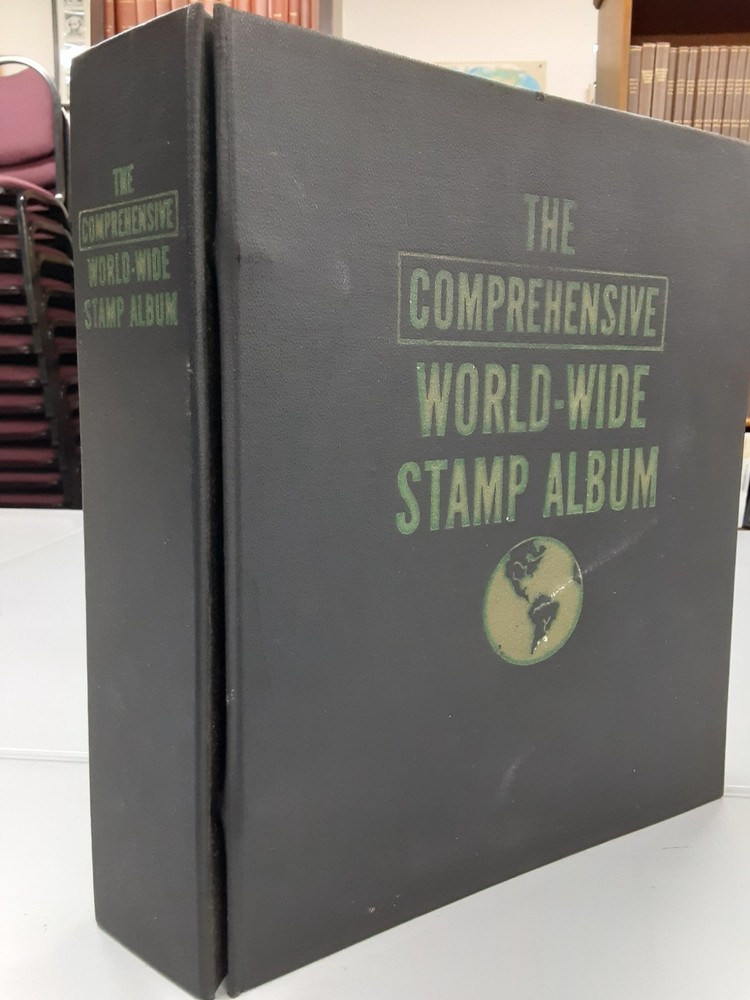 THE
COMPREHENSIVE
WORLD-WIDE
STAMP ALBUM
THE
COMPREHENSIVE
WORLD-WIDE
STAMP ALBUM